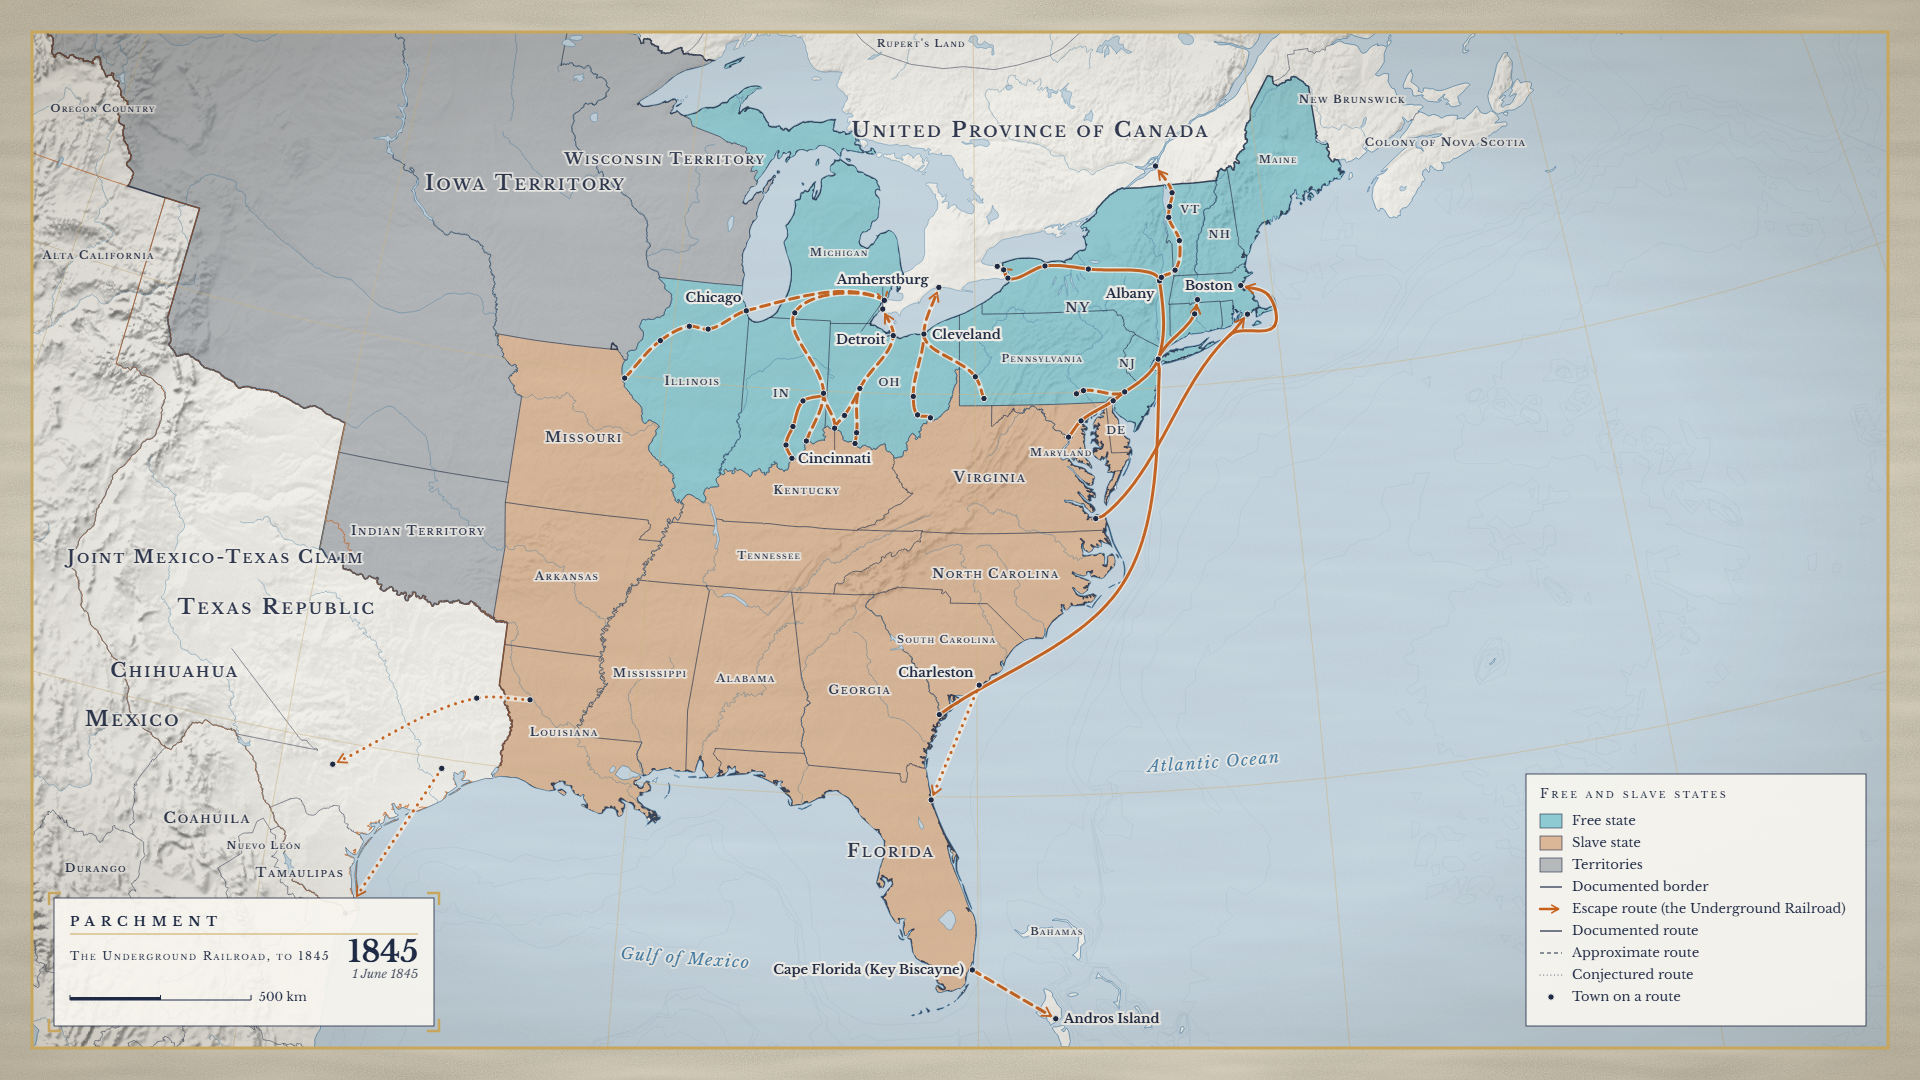 Rupert's Land
Oregon Country
New Brunswick
United Province of Canada
Colony of Nova Scotia
Wisconsin Territory
Maine
Iowa Territory
VT
NH
Alta California
Michigan
Amherstburg
Chicago
Boston
Albany
NY
Detroit
Cleveland
Pennsylvania
NJ
Illinois
OH
IN
Missouri
DE
Maryland
Cincinnati
Virginia
Kentucky
Indian Territory
Joint Mexico-Texas Claim
Tennessee
North Carolina
Arkansas
Texas Republic
South Carolina
Chihuahua
Mississippi
Charleston
Alabama
Georgia
Mexico
Louisiana
Atlantic Ocean
Coahuila
Nuevo León
Florida
Durango
Tamaulipas
Bahamas
Gulf of Mexico
Cape Florida (Key Biscayne)
Andros Island
Parchment
The Underground Railroad, to 1845
1845
1 June 1845
500 km
Free and slave states
Free state
Slave state
Territories
Documented border
Escape route (the Underground Railroad)
Documented route
Approximate route
Conjectured route
Town on a route